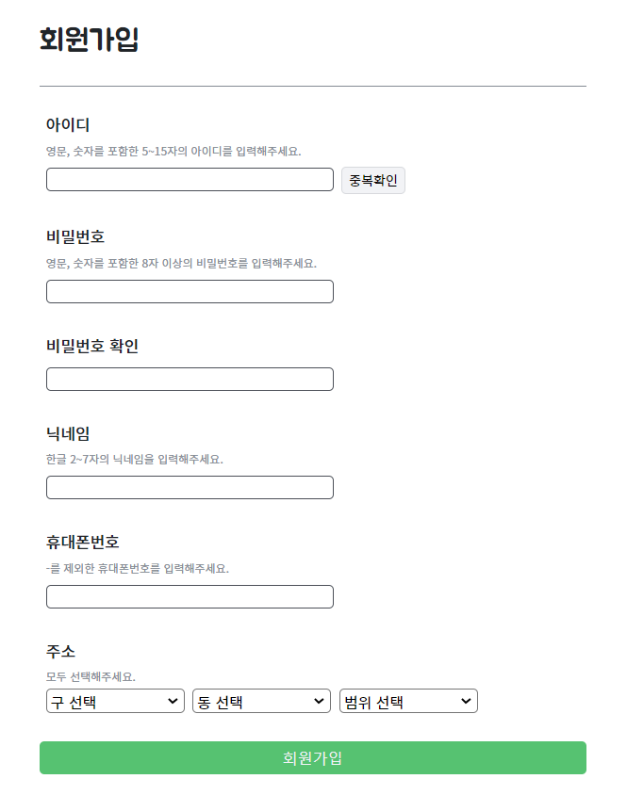 회원가입
아이디
영문, 숫자를 포함한 5~15자의 아이디를 입력해주세요.
중복확인
비밀번호
영문, 숫자를 포함한 8자 이상의 비밀번호를 입력해주세요.
비밀번호 확인
닉네임
한글 2~7자의 닉네임을 입력해주세요.
휴대폰번호
-를 제외한 휴대폰번호를 입력해주세요.
주소
모두 선택해주세요.
구 선택 동 선택 범위 선택
회원가입